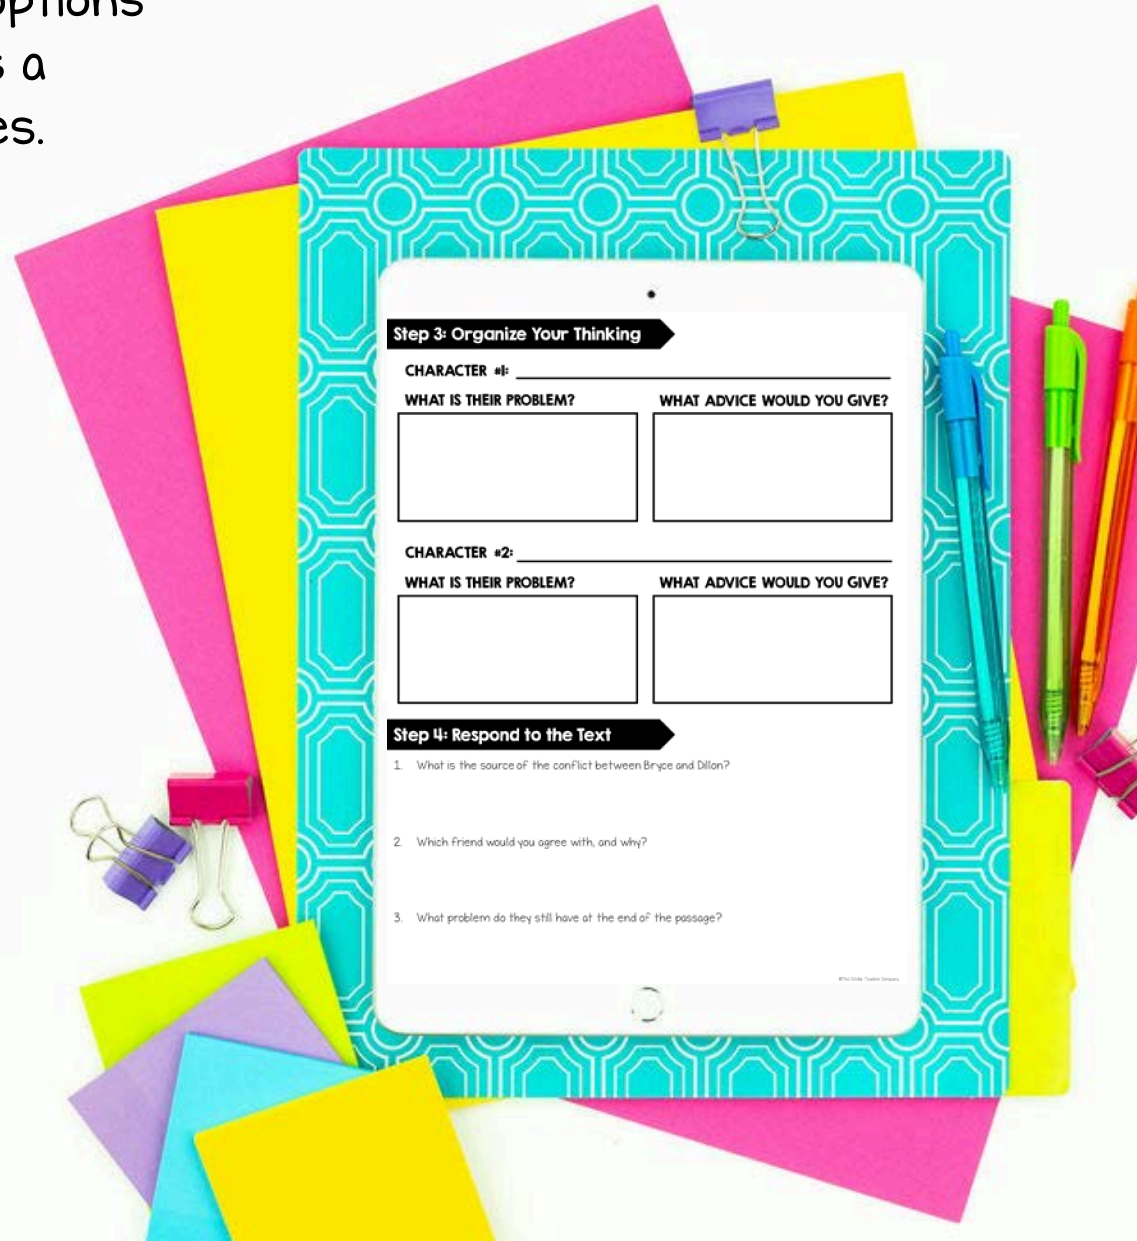 options
s a
es.
Step 3: Organize Your Thinking
CHARACTER #1:
WHAT IS THEIR PROBLEM? WHAT ADVICE WOULD YOU GIVE?
CHARACTER #2:
WHAT IS THEIR PROBLEM? WHAT ADVICE WOULD YOU GIVE?
Step 4: Respond to the Text
1. What is the source of the conflict between Bryce and Dillon?
2. Which friend would you agree with, and why?
3. What problem do they still have at the end of the passage?